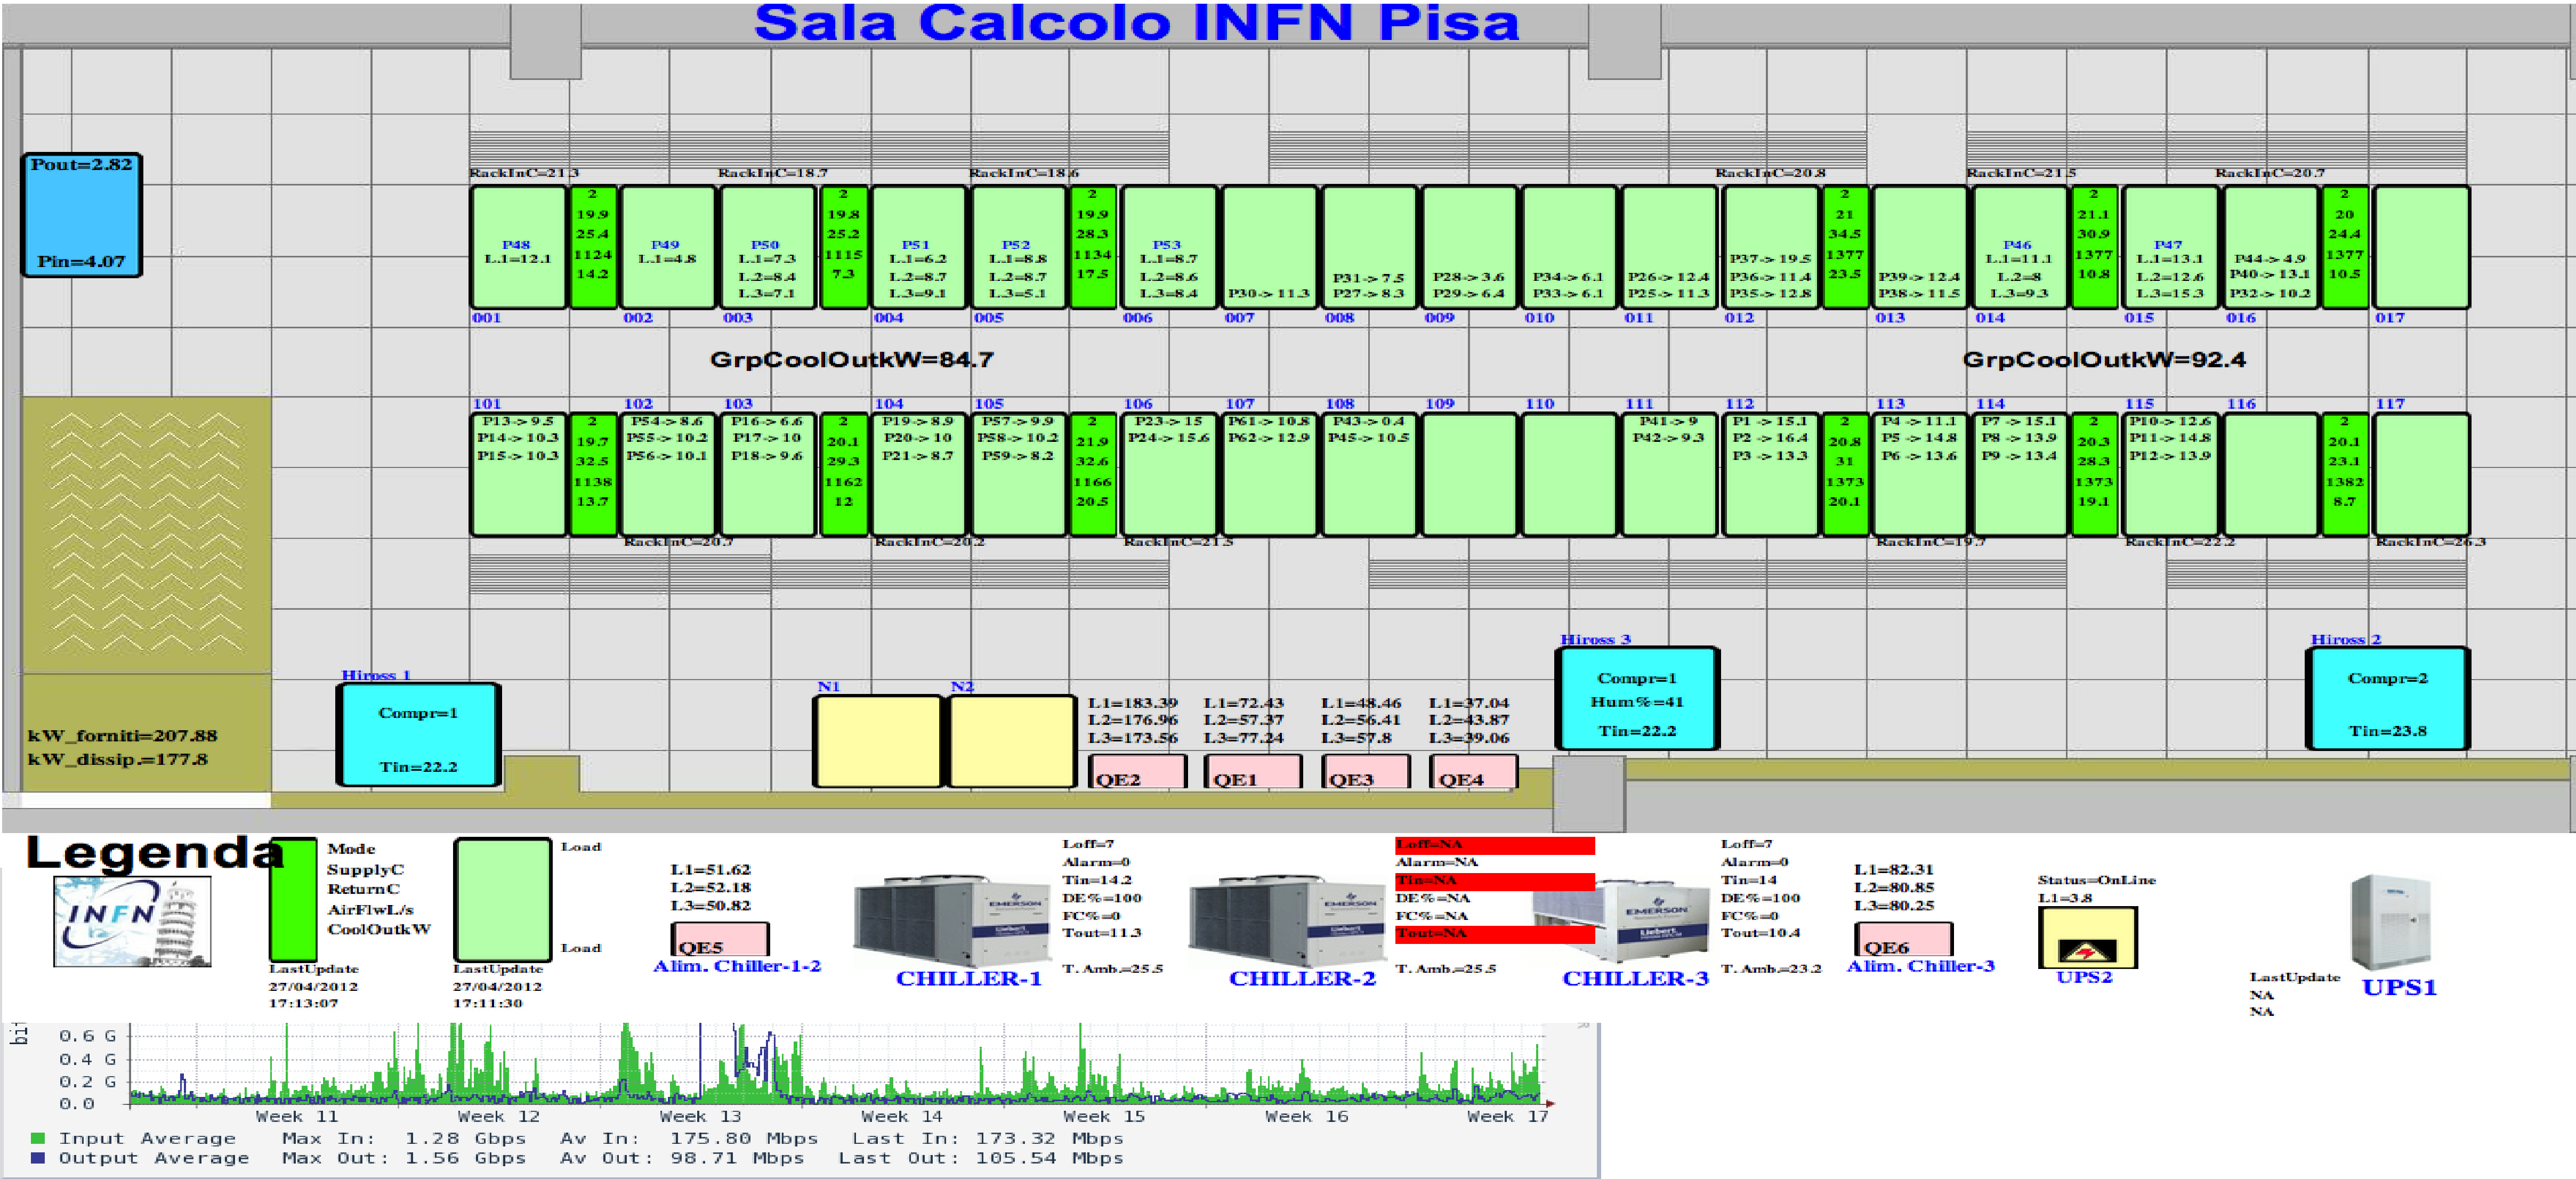 Sala Calcolo INFN Pisa
Pout=2.82
Pin=4.07
RackInC=21.3
RackInC=18.7
RackInC=18.6
RackInC=20.8
RackInC=21.5
RackInC=20.7
P48
L.1=12.1
2
19.9
25.4
1124
14.2
P49
L.1=4.8
P50
L.1=7.3
L.2=8.4
L.3=7.1
2
19.8
25.2
1115
7.3
P51
L.1=6.2
L.2=8.7
L.3=9.1
P52
L.1=8.8
L.2=8.7
L.3=5.1
2
19.9
28.3
1134
17.5
P53
L.1=8.7
L.2=8.6
L.3=8.4
P30-> 11.3
P31-> 7.5
P27-> 8.3
P28-> 3.6
P29-> 6.4
P34-> 6.1
P33-> 6.1
P26-> 12.4
P25-> 11.3
P37-> 19.5
P36-> 11.4
P35-> 12.8
2
21
34.5
1377
23.5
P39-> 12.4
P38-> 11.5
P46
L.1=11.1
L.2=8
L.3=9.3
2
21.1
30.9
1377
10.8
P47
L.1=13.1
L.2=12.6
L.3=15.3
P44-> 4.9
P40-> 13.1
P32-> 10.2
2
20
24.4
1377
10.5
001 002 003 004 005 006 007 008 009 010 011 012 013 014 015 016 017
GrpCoolOutkW=84.7
GrpCoolOutkW=92.4
101 102 103 104 105 106 107 108 109 110 111 112 113 114 115 116 117
P13-> 9.5
P14-> 10.3
P15-> 10.3
2
19.7
32.5
1138
13.7
P54-> 8.6
P55-> 10.2
P56-> 10.1
P16-> 6.6
P17-> 10
P18-> 9.6
2
20.1
29.3
1162
12
P19-> 8.9
P20-> 10
P21-> 8.7
P57-> 9.9
P58-> 10.2
P59-> 8.2
2
21.9
32.6
1166
20.5
P23-> 15
P24-> 15.6
P61-> 10.8
P62-> 12.9
P43-> 0.4
P45-> 10.5
P41-> 9
P42-> 9.3
P1 -> 15.1
P2 -> 16.4
P3 -> 13.3
2
20.8
31
1373
20.1
P4 -> 11.1
P5 -> 14.8
P6 -> 13.6
P7 -> 15.1
P8 -> 13.9
P9 -> 13.4
2
20.3
28.3
1373
19.1
P10-> 12.6
P11-> 14.8
P12-> 13.9
2
20.1
23.1
1382
8.7
RackInC=20.7
RackInC=20.2
RackInC=21.5
RackInC=19.7
RackInC=22.2
RackInC=26.3
kW_forniti=207.88
kW_dissip.=177.8
Hiross 1
Compr=1
Tin=22.2
N1
N2
L1=183.39
L2=176.96
L3=173.56
QE2
L1=72.43
L2=57.37
L3=77.24
QE1
L1=48.46
L2=56.41
L3=57.8
QE3
L1=37.04
L2=43.87
L3=39.06
QE4
Hiross 3
Compr=1
Hum%=41
Tin=22.2
Hiross 2
Compr=2
Tin=23.8
Legenda
INFN
Mode
SupplyC
ReturnC
AirFlwL/s
CoolOutkW
LastUpdate
27/04/2012
17:13:07
Load
Load
LastUpdate
27/04/2012
17:11:30
L1=51.62
L2=52.18
L3=50.82
QE5
Alim. Chiller-1-2
EMERSON
Liebert
CHILLER-1
Loff=7
Alarm=0
Tin=14.2
DE%=100
FC%=0
Tout=11.3
T. Amb.=25.5
EMERSON
Liebert
CHILLER-2
Loff=NA
Alarm=NA
Tin=NA
DE%=NA
FC%=NA
Tout=NA
T. Amb.=25.5
EMERSON
Liebert
CHILLER-3
Loff=7
Alarm=0
Tin=14
DE%=100
FC%=0
Tout=10.4
T. Amb.=23.2
L1=82.31
L2=80.85
L3=80.25
QE6
Alim. Chiller-3
Status=OnLine
L1=3.8
UPS2
LastUpdate
NA
NA
UPS1
0.6 G
0.4 G
0.2 G
0.0
Week 11 Week 12 Week 13 Week 14 Week 15 Week 16 Week 17
Input Average Max In: 1.28 Gbps Av In: 175.80 Mbps Last In: 173.32 Mbps
Output Average Max Out: 1.56 Gbps Av Out: 98.71 Mbps Last Out: 105.54 Mbps